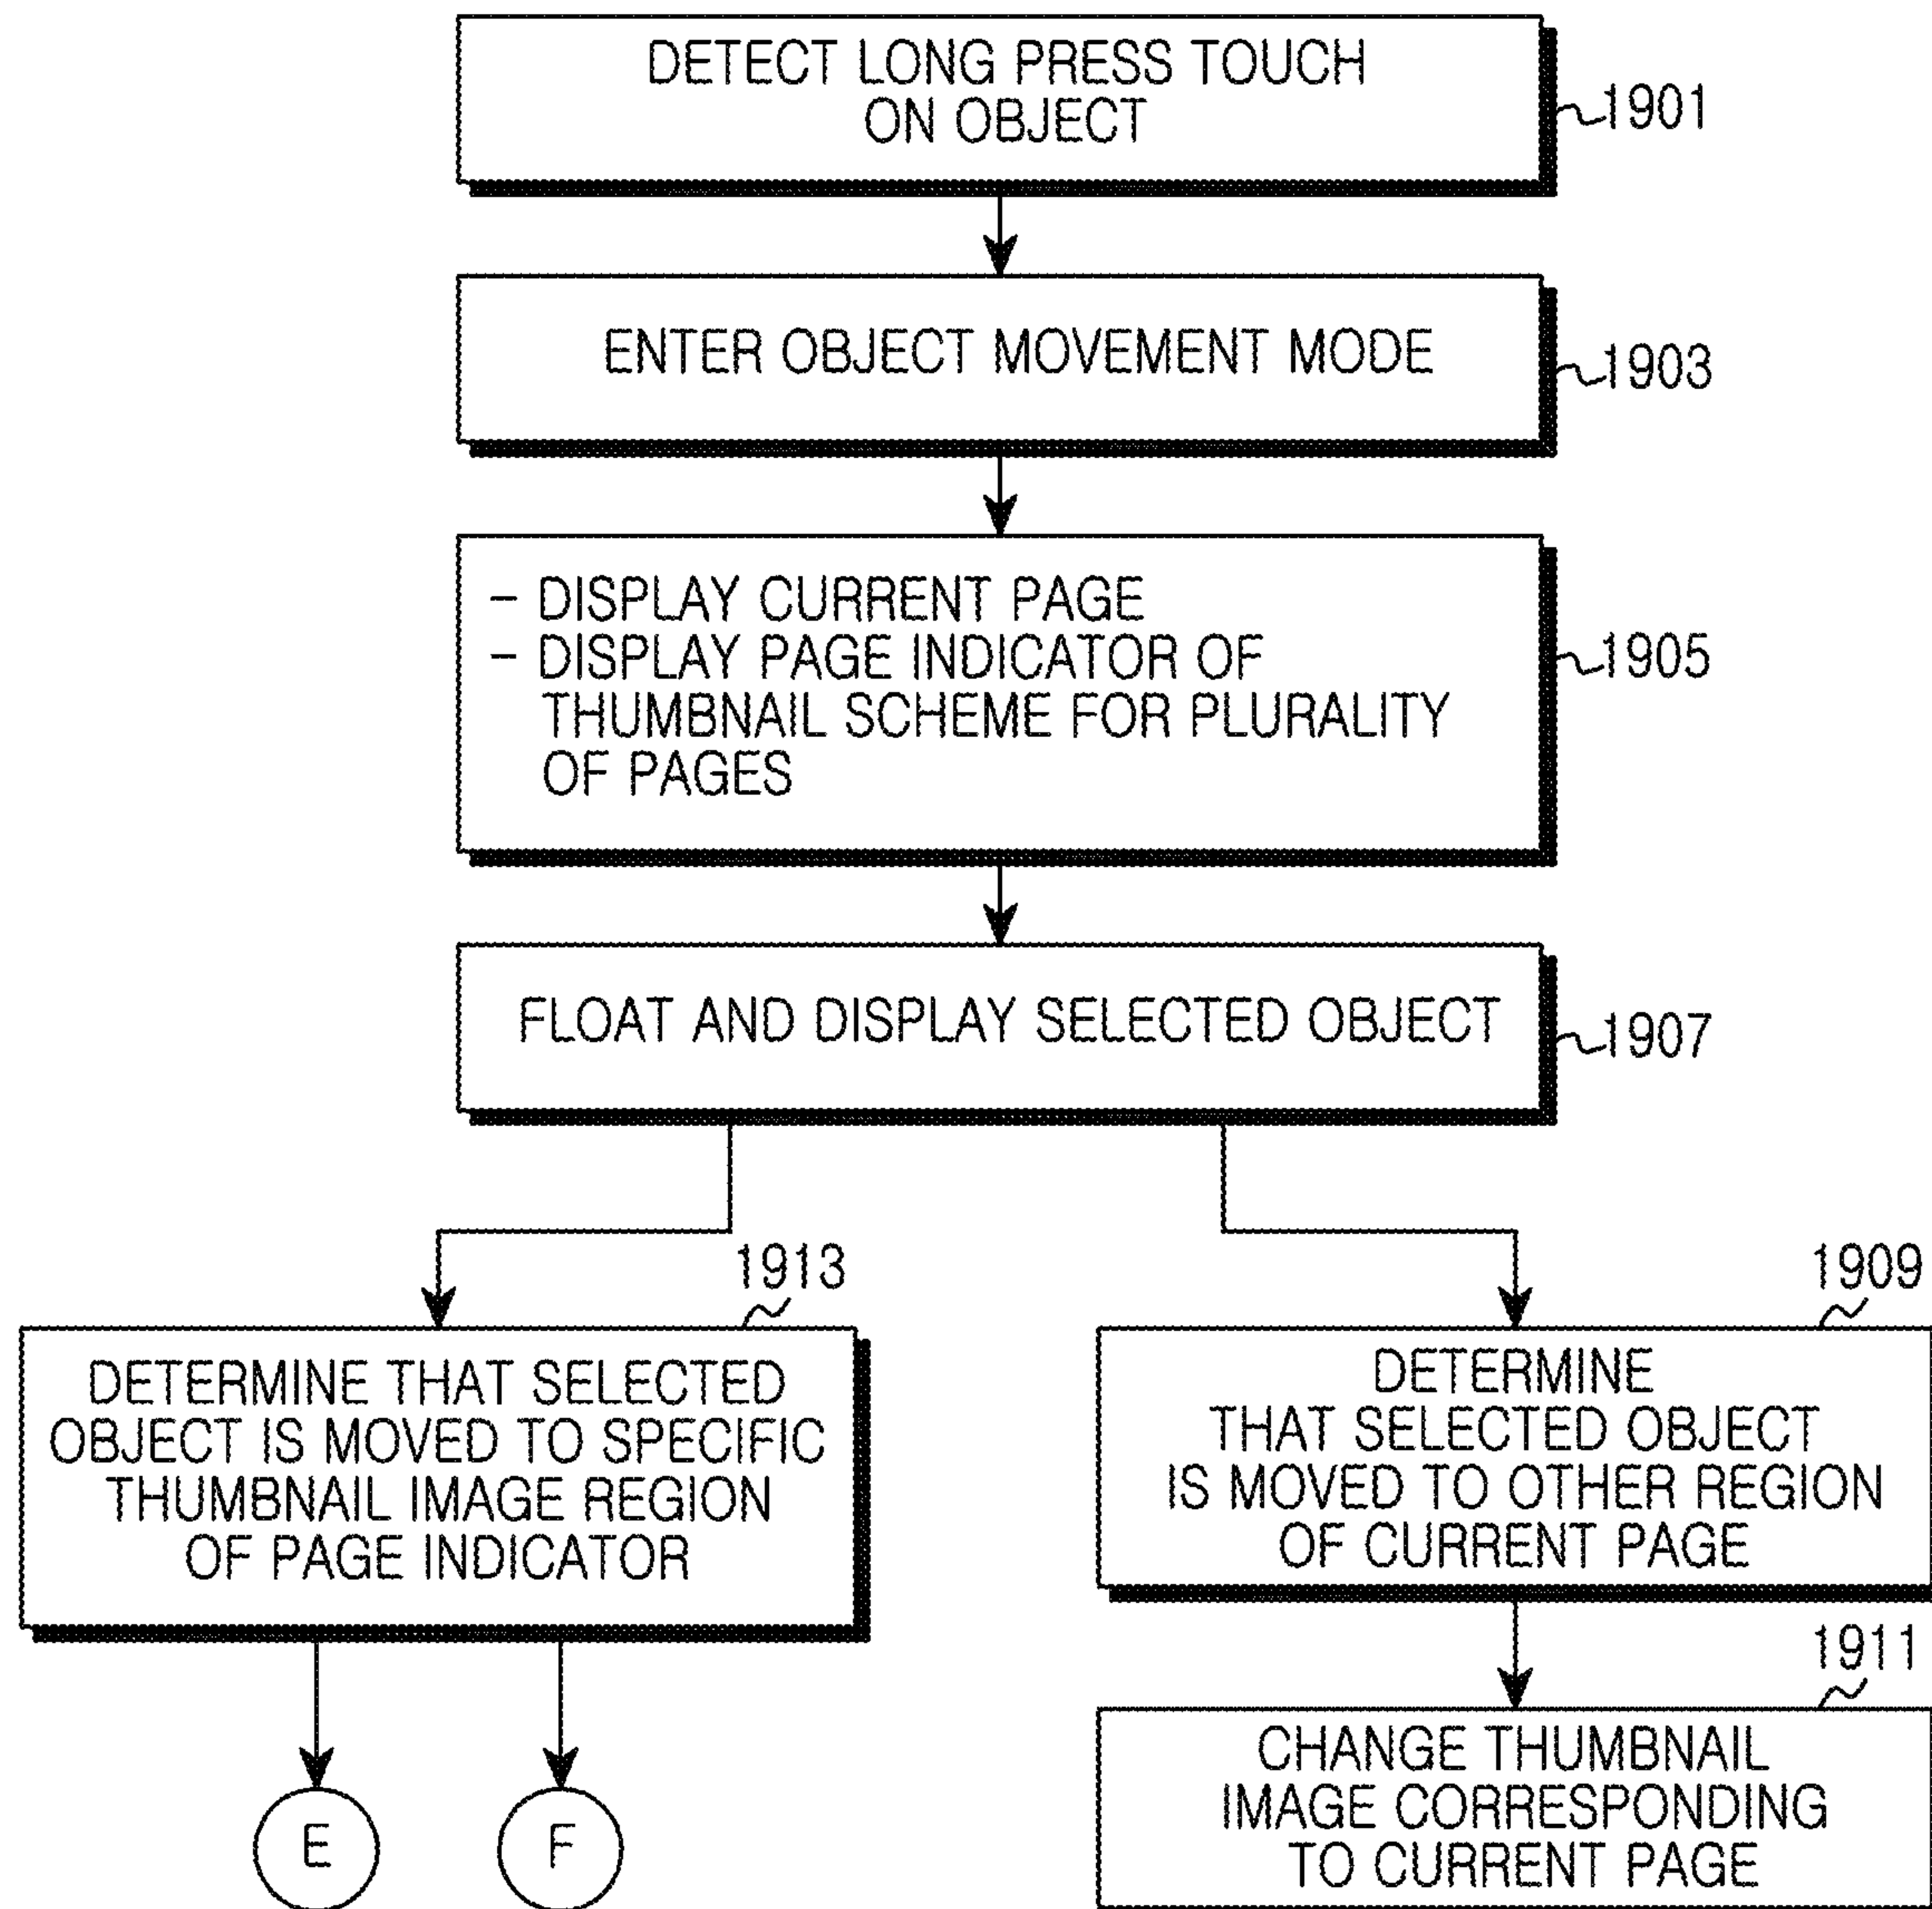 DETECT LONG PRESS TOUCH
ON OBJECT
1901
ENTER OBJECT MOVEMENT MODE
1903
- DISPLAY CURRENT PAGE
- DISPLAY PAGE INDICATOR OF
THUMBNAIL SCHEME FOR PLURALITY
OF PAGES
1905
FLOAT AND DISPLAY SELECTED OBJECT
1907
1913
DETERMINE THAT SELECTED
OBJECT IS MOVED TO SPECIFIC
THUMBNAIL IMAGE REGION
OF PAGE INDICATOR
E
F
1909
DETERMINE
THAT SELECTED OBJECT
IS MOVED TO OTHER REGION
OF CURRENT PAGE
1911
CHANGE THUMBNAIL
IMAGE CORRESPONDING
TO CURRENT PAGE